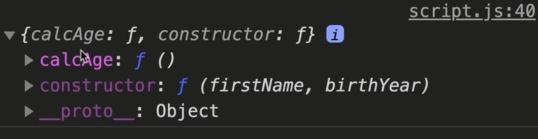 script.js:40
▼{calcAge: ƒ, constructor: ƒ} i
▶ calcAge: ƒ ()
▶ constructor: ƒ (firstName, birthYear)
▶ __proto__: Object